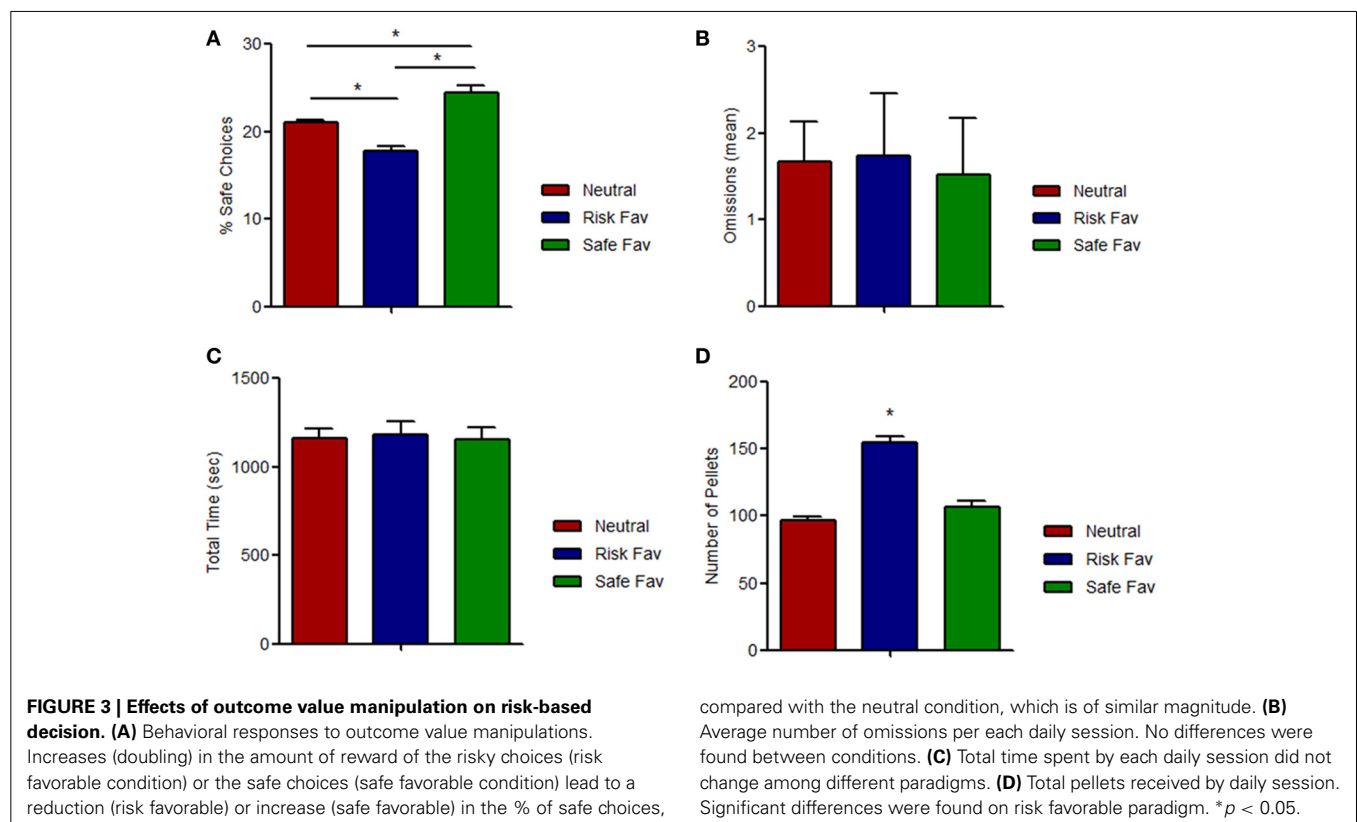 A
30
20
10
0
% Safe Choices
*
*
*
Neutral
Risk Fav
Safe Fav
B
3
2
1
0
Omissions (mean)
Neutral
Risk Fav
Safe Fav
C
1500
1000
500
0
Total Time (sec)
Neutral
Risk Fav
Safe Fav
D
200
150
100
50
0
Number of Pellets
*
Neutral
Risk Fav
Safe Fav
FIGURE 3 | Effects of outcome value manipulation on risk-based
decision. (A) Behavioral responses to outcome value manipulations.
Increases (doubling) in the amount of reward of the risky choices (risk
favorable condition) or the safe choices (safe favorable condition) lead to a
reduction (risk favorable) or increase (safe favorable) in the % of safe choices,
compared with the neutral condition, which is of similar magnitude. (B)
Average number of omissions per each daily session. No differences were
found between conditions. (C) Total time spent by each daily session did not
change among different paradigms. (D) Total pellets received by daily session.
Significant differences were found on risk favorable paradigm. *p < 0.05.